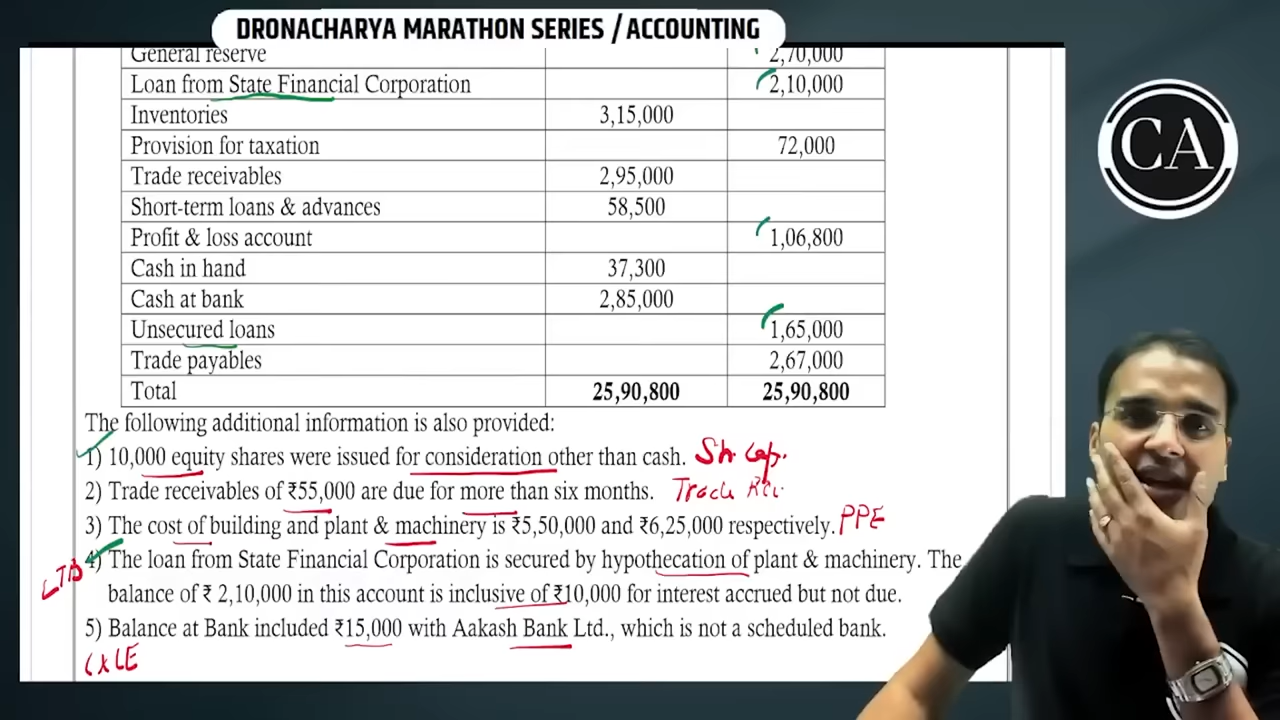 DRONACHARYA MARATHON SERIES / ACCOUNTING
General reserve 2,70,000
Loan from State Financial Corporation 2,10,000
Inventories 3,15,000
Provision for taxation 72,000
Trade receivables 2,95,000
Short-term loans & advances 58,500
Profit & loss account 1,06,800
Cash in hand 37,300
Cash at bank 2,85,000
Unsecured loans 1,65,000
Trade payables 2,67,000
Total 25,90,800 25,90,800
The following additional information is also provided:
1) 10,000 equity shares were issued for consideration other than cash. Sh. Cap.
2) Trade receivables of ₹55,000 are due for more than six months. Trade Rec
3) The cost of building and plant & machinery is ₹5,50,000 and ₹6,25,000 respectively. PPE
LTB 4) The loan from State Financial Corporation is secured by hypothecation of plant & machinery. The
balance of ₹ 2,10,000 in this account is inclusive of ₹10,000 for interest accrued but not due.
5) Balance at Bank included ₹15,000 with Aakash Bank Ltd., which is not a scheduled bank.
CA